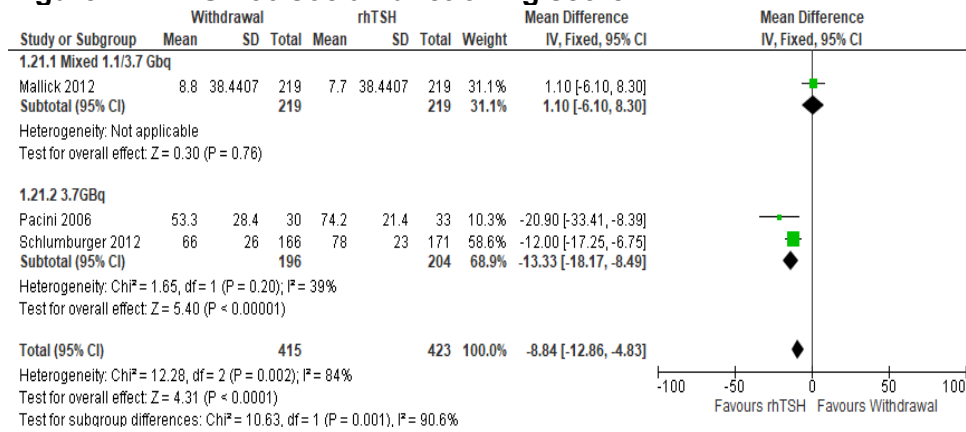 Withdrawal rhTSH Mean Difference Mean Difference
Study or Subgroup Mean SD Total Mean SD Total Weight IV, Fixed, 95% CI IV, Fixed, 95% CI
1.21.1 Mixed 1.1/3.7 Gbq
Mallick 2012 8.8 38.4407 219 7.7 38.4407 219 31.1% 1.10 [-6.10, 8.30]
Subtotal (95% CI) 219 219 31.1% 1.10 [-6.10, 8.30]
Heterogeneity: Not applicable
Test for overall effect: Z = 0.30 (P = 0.76)
1.21.2 3.7GBq
Pacini 2006 53.3 28.4 30 74.2 21.4 33 10.3% -20.90 [-33.41, -8.39]
Schlumburger 2012 66 26 166 78 23 171 58.6% -12.00 [-17.25, -6.75]
Subtotal (95% CI) 196 204 68.9% -13.33 [-18.17, -8.49]
Heterogeneity: Chi² = 1.65, df = 1 (P = 0.20); I² = 39%
Test for overall effect: Z = 5.40 (P < 0.00001)
Total (95% CI) 415 423 100.0% -8.84 [-12.86, -4.83]
Heterogeneity: Chi² = 12.28, df = 2 (P = 0.002); I² = 84%
Test for overall effect: Z = 4.31 (P < 0.0001)
Test for subgroup differences: Chi² = 10.63, df = 1 (P = 0.001), I² = 90.6%
-100 -50 0 50 100
Favours rhTSH Favours Withdrawal